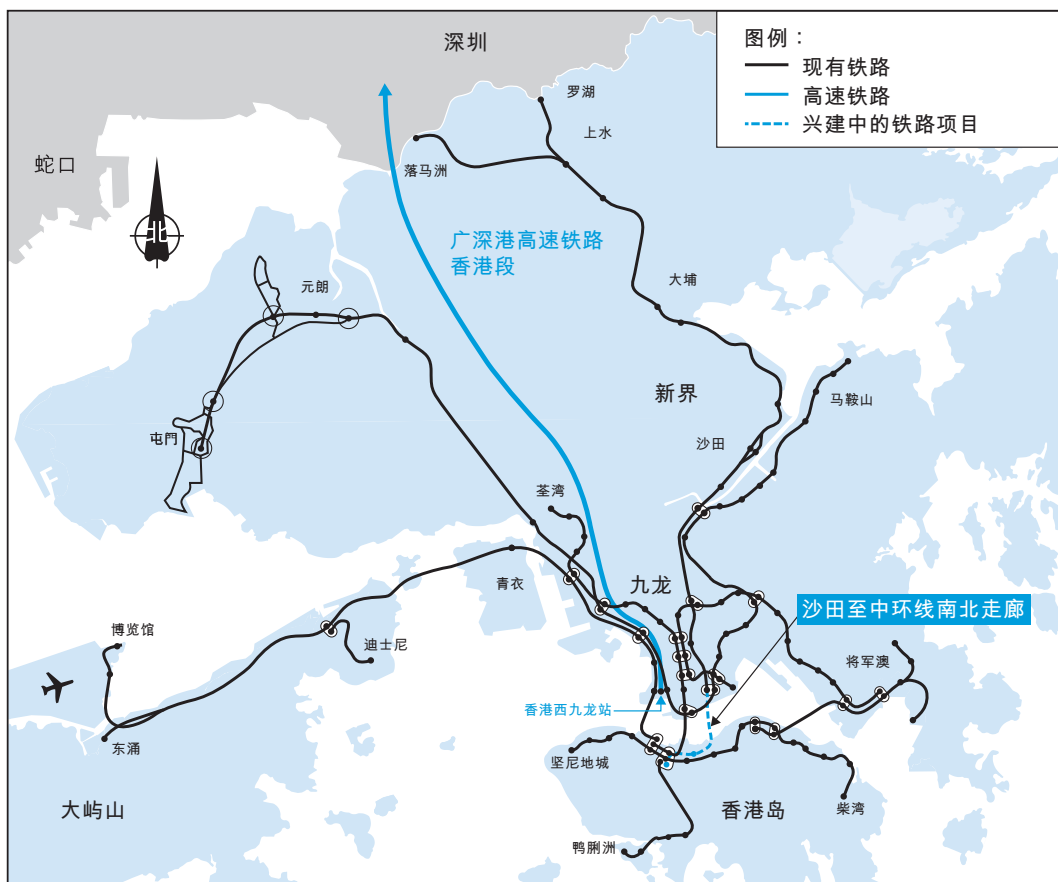 深圳
图例：
现有铁路
高速铁路
兴建中的铁路项目
罗湖
上水
落马洲
蛇口
北
广深港高速铁路
香港段
元朗
大埔
新界
马鞍山
屯門
沙田
荃湾
青衣
九龙
沙田至中环线南北走廊
博览馆
迪士尼
将军澳
香港西九龙站
东涌
坚尼地城
大屿山
香港岛
柴湾
鸭脷洲